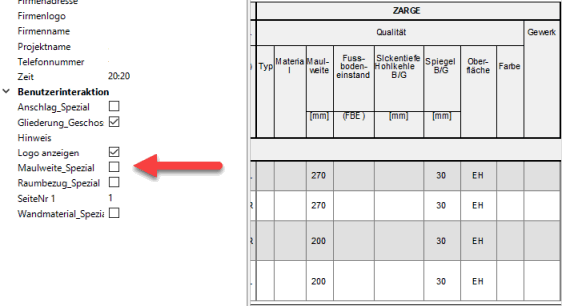 Firmenadresse
Firmenlogo
Firmenname
Projektname
Telefonnummer
Zeit 20:20
Benutzerinteraktion
Anschlag_Spezial
Gliederung_Geschos
Hinweis
Logo anzeigen
Maulweite_Spezial
Raumbezug_Spezial
SeiteNr 1 1
Wandmaterial_Spezia
ZARGE
Qualität Gewerk
Typ Materia
l Maul-
weite Fuss-
boden-
einstand SIckentiefe
Hohlkehle
B/G Spiegel
B/G Ober-
fläche Farbe
[mm] (FBE) [mm] [mm]
270 30 EH
270 30 EH
200 30 EH
200 30 EH